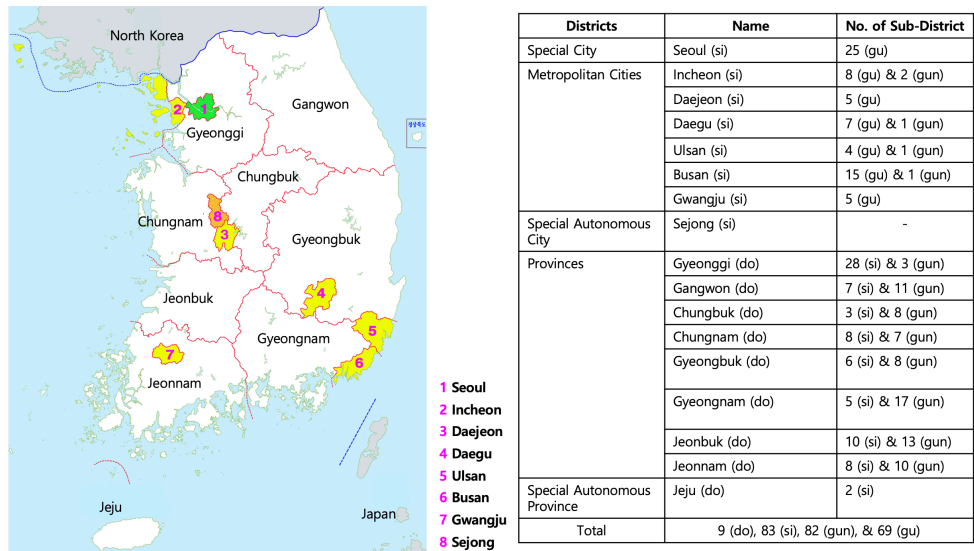 North Korea
Gangwon
2
1
Gyeonggi
경상북도
Chungbuk
8
Chungnam
3
Gyeongbuk
4
Jeonbuk
5
Gyeongnam
6
7
Jeonnam
Jeju
Japan
1 Seoul
2 Incheon
3 Daejeon
4 Daegu
5 Ulsan
6 Busan
7 Gwangju
8 Sejong
Districts Name No. of Sub-District
Special City Seoul (si) 25 (gu)
Metropolitan Cities Incheon (si) 8 (gu) & 2 (gun)
Daejeon (si) 5 (gu)
Daegu (si) 7 (gu) & 1 (gun)
Ulsan (si) 4 (gu) & 1 (gun)
Busan (si) 15 (gu) & 1 (gun)
Gwangju (si) 5 (gu)
Special Autonomous Sejong (si) -
City
Provinces Gyeonggi (do) 28 (si) & 3 (gun)
Gangwon (do) 7 (si) & 11 (gun)
Chungbuk (do) 3 (si) & 8 (gun)
Chungnam (do) 8 (si) & 7 (gun)
Gyeongbuk (do) 6 (si) & 8 (gun)
Gyeongnam (do) 5 (si) & 17 (gun)
Jeonbuk (do) 10 (si) & 13 (gun)
Jeonnam (do) 8 (si) & 10 (gun)
Special Autonomous Jeju (do) 2 (si)
Province
Total 9 (do), 83 (si), 82 (gun), & 69 (gu)